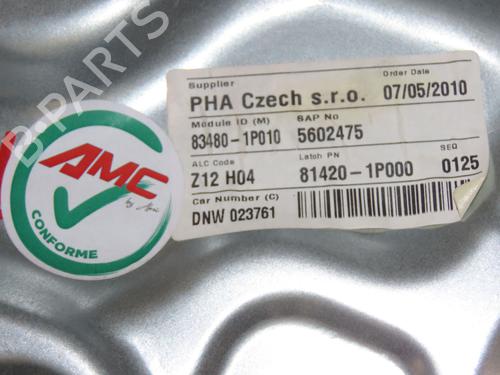 Supplier
Order Date
PHA Czech s.r.o.
07/05/2010
Module ID (M)
SAP No
83480-1P010
5602475
ALC Code
Latch PN
SEQ
Z12 H04
81420-1P000
0125
Car Number (C)
DNW 023761
AMC
CONFORME
B-PARTS